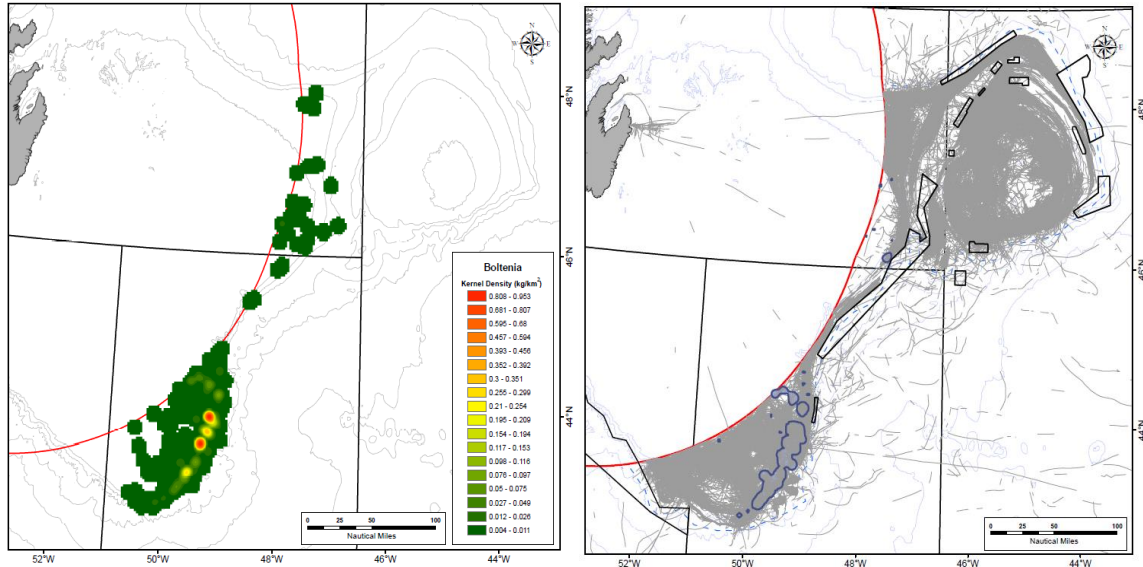 N
W E
S
48°N
46°N
44°N
Boltenia
Kernel Density (kg/km²)
0.808 - 0.953
0.681 - 0.807
0.595 - 0.68
0.457 - 0.594
0.393 - 0.456
0.352 - 0.392
0.3 - 0.351
0.255 - 0.299
0.21 - 0.254
0.195 - 0.209
0.154 - 0.194
0.117 - 0.153
0.098 - 0.116
0.076 - 0.097
0.05 - 0.075
0.027 - 0.049
0.012 - 0.026
0.004 - 0.011
0 25 50 100
Nautical Miles
52°W 50°W 48°W 46°W 44°W
N
W E
S
48°N
46°N
44°N
0 25 50 100
Nautical Miles
52°W 50°W 48°W 46°W 44°W